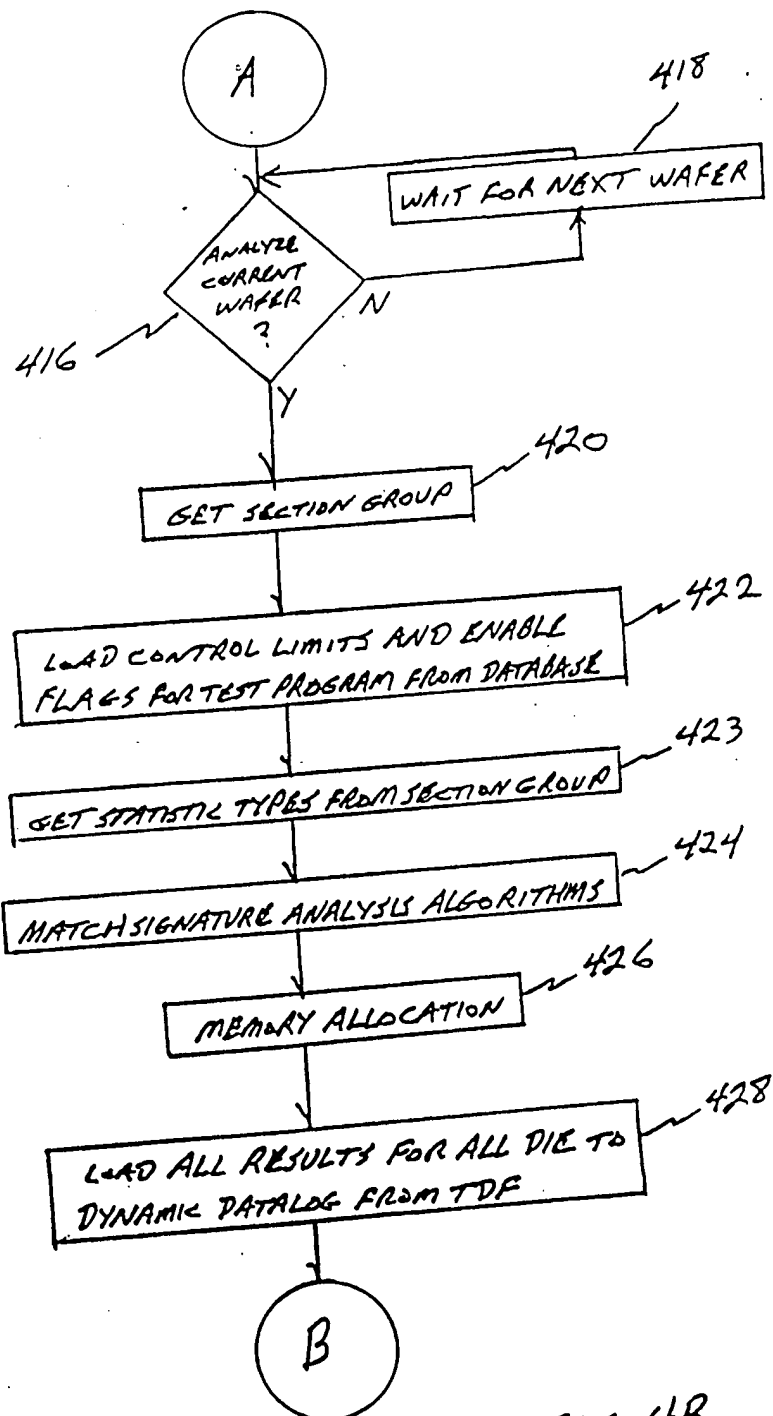 A
418
WAIT FOR NEXT WAFER
ANALYZE
CURRENT
WAFER
?
N
416
Y
420
GET SECTION GROUP
422
LOAD CONTROL LIMITS AND ENABLE
FLAGS FOR TEST PROGRAM FROM DATABASE
423
GET STATISTIC TYPES FROM SECTION GROUP
424
MATCH SIGNATURE ANALYSIS ALGORITHMS
426
MEMORY ALLOCATION
428
LOAD ALL RESULTS FOR ALL DIE TO
DYNAMIC DATALOG FROM TDF
B